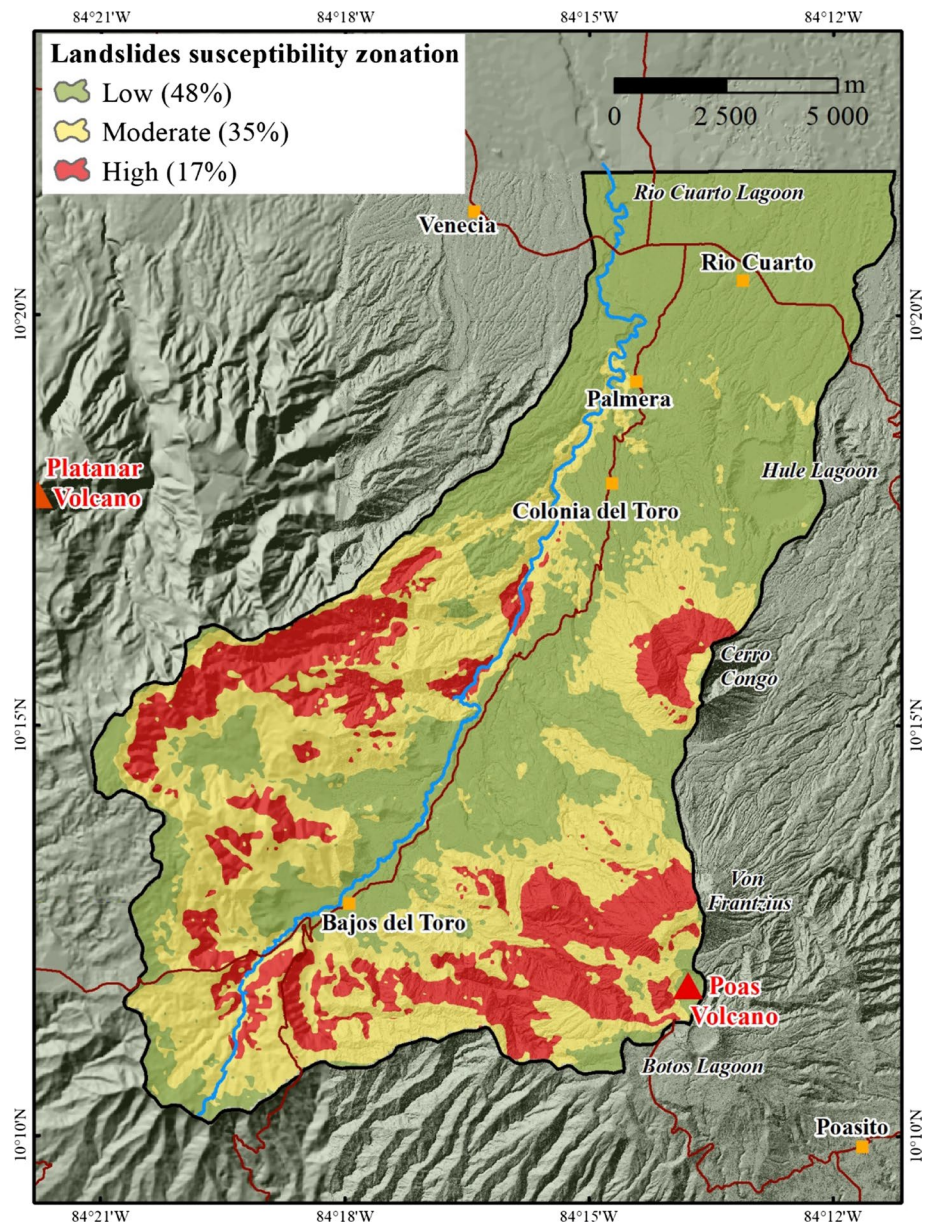 84°21'W 84°18'W 84°15'W 84°12'W
Landslides susceptibility zonation
Low (48%)
Moderate (35%)
High (17%)
m
0 2 500 5 000
Rio Cuarto Lagoon
Venecia
Rio Cuarto
10°20'N 10°20'N
Palmera
Platanar
Volcano
Hule Lagoon
Colonia del Toro
Cerro
Congo
10°15'N 10°15'N
Von
Frantzius
Bajos del Toro
Poas
Volcano
Botos Lagoon
Poasito
10°10'N 10°10'N
84°21'W 84°18'W 84°15'W 84°12'W